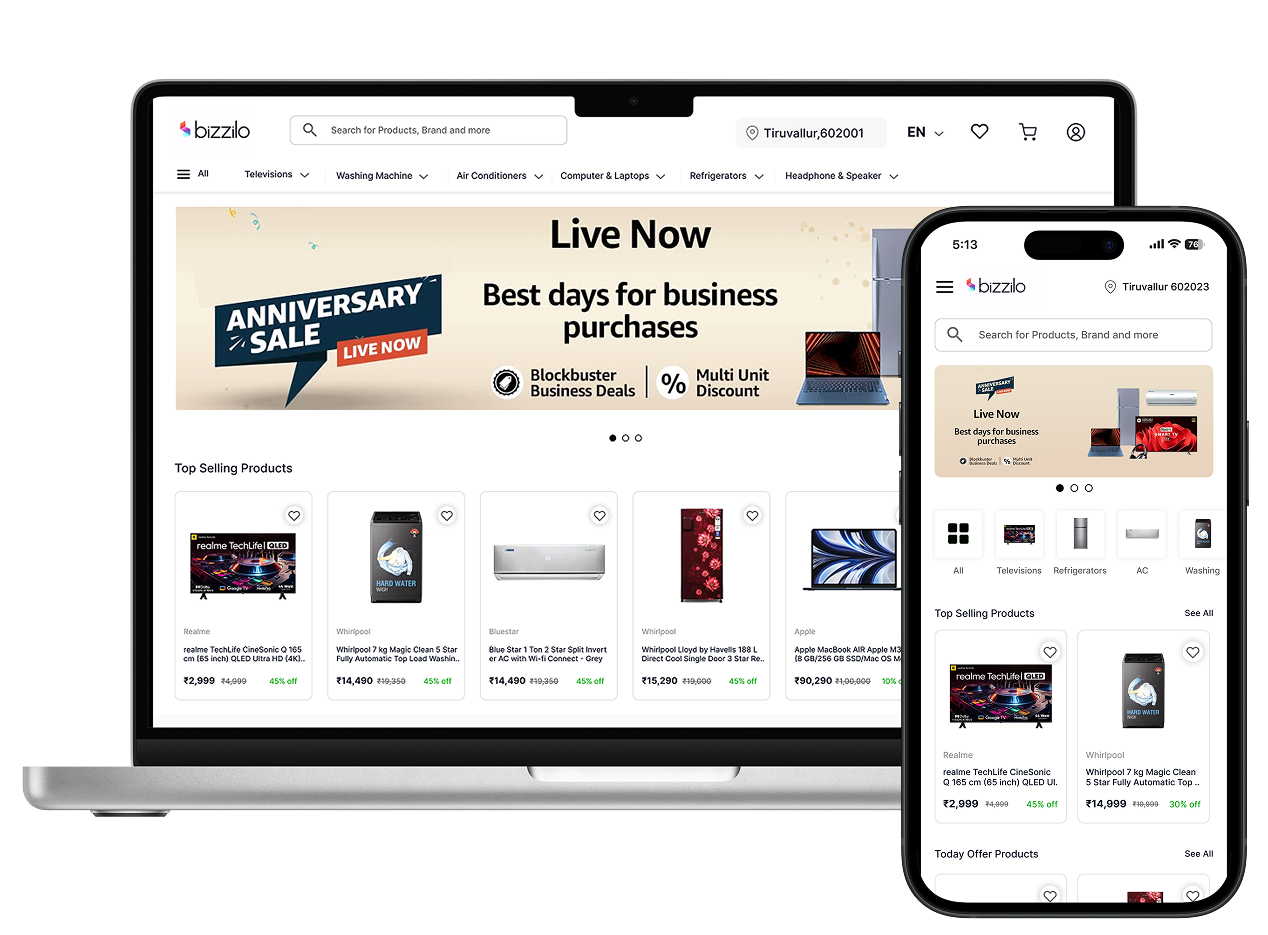 bizzilo
Search for Products, Brand and more
Tiruvallur,602001
EN
All
Televisions
Washing Machine
Air Conditioners
Computer & Laptops
Refrigerators
Headphone & Speaker
ANNIVERSARY
SALE
LIVE NOW
Live Now
Best days for business
purchases
Blockbuster
Business Deals
%
Multi Unit
Discount
Top Selling Products
realme TechLife QLED
Google TV
Realme
realme TechLife CineSonic Q 165
cm (65 inch) QLED Ultra HD (4K)..
₹2,999 ₹4,999 45% off
HARD WATER
WASH
Whirlpool
Whirlpool 7 kg Magic Clean 5 Star
Fully Automatic Top Load Washin..
₹14,490 ₹19,350 45% off
Bluestar
Blue Star 1 Ton 2 Star Split Invert
er AC with Wi-fi Connect - Grey
₹14,490 ₹19,350 45% off
Whirlpool
Whirlpool Lloyd by Havells 188 L
Direct Cool Single Door 3 Star Re..
₹15,290 ₹19,000 45% off
Apple
Apple MacBook AIR Apple M3
(8 GB/256 GB SSD/Mac OS M
₹90,290 ₹1,00,000 10%
5:13
76
bizzilo
Tiruvallur 602023
Search for Products, Brand and more
ANNIVERSARY
SALE
LIVE NOW
Live Now
Best days for business
purchases
Blockbuster
Business Deals
%
Multi Unit
Discount
SMART TV
All
Televisions
Refrigerators
AC
Washing
Top Selling Products
See All
realme TechLife QLED
Google TV
Realme
realme TechLife CineSonic
Q 165 cm (65 inch) QLED Ul.
₹2,999 ₹4,999 45% off
HARD WATER
WASH
Whirlpool
Whirlpool 7 kg Magic Clean
5 Star Fully Automatic Top ..
₹14,999 ₹19,999 30% off
Today Offer Products
See All